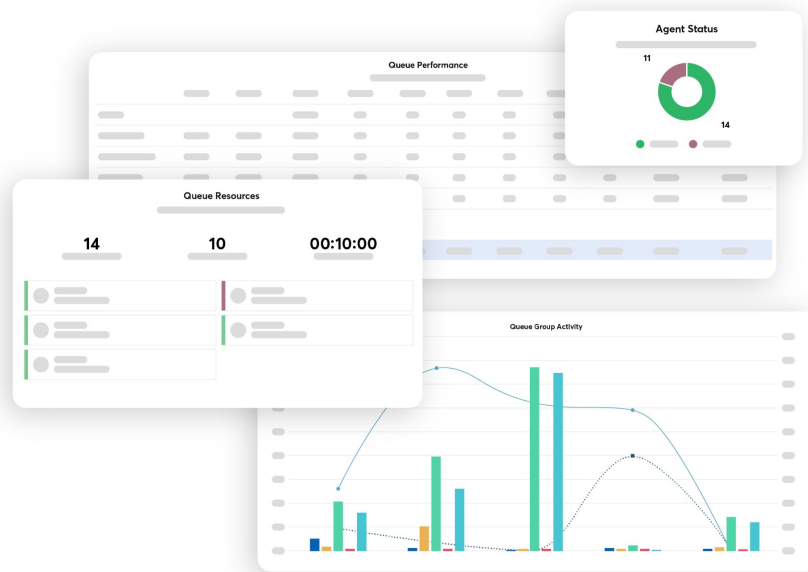 Agent Status
11
14
Queue Performance
Queue Resources
14
10
00:10:00
Queue Group Activity